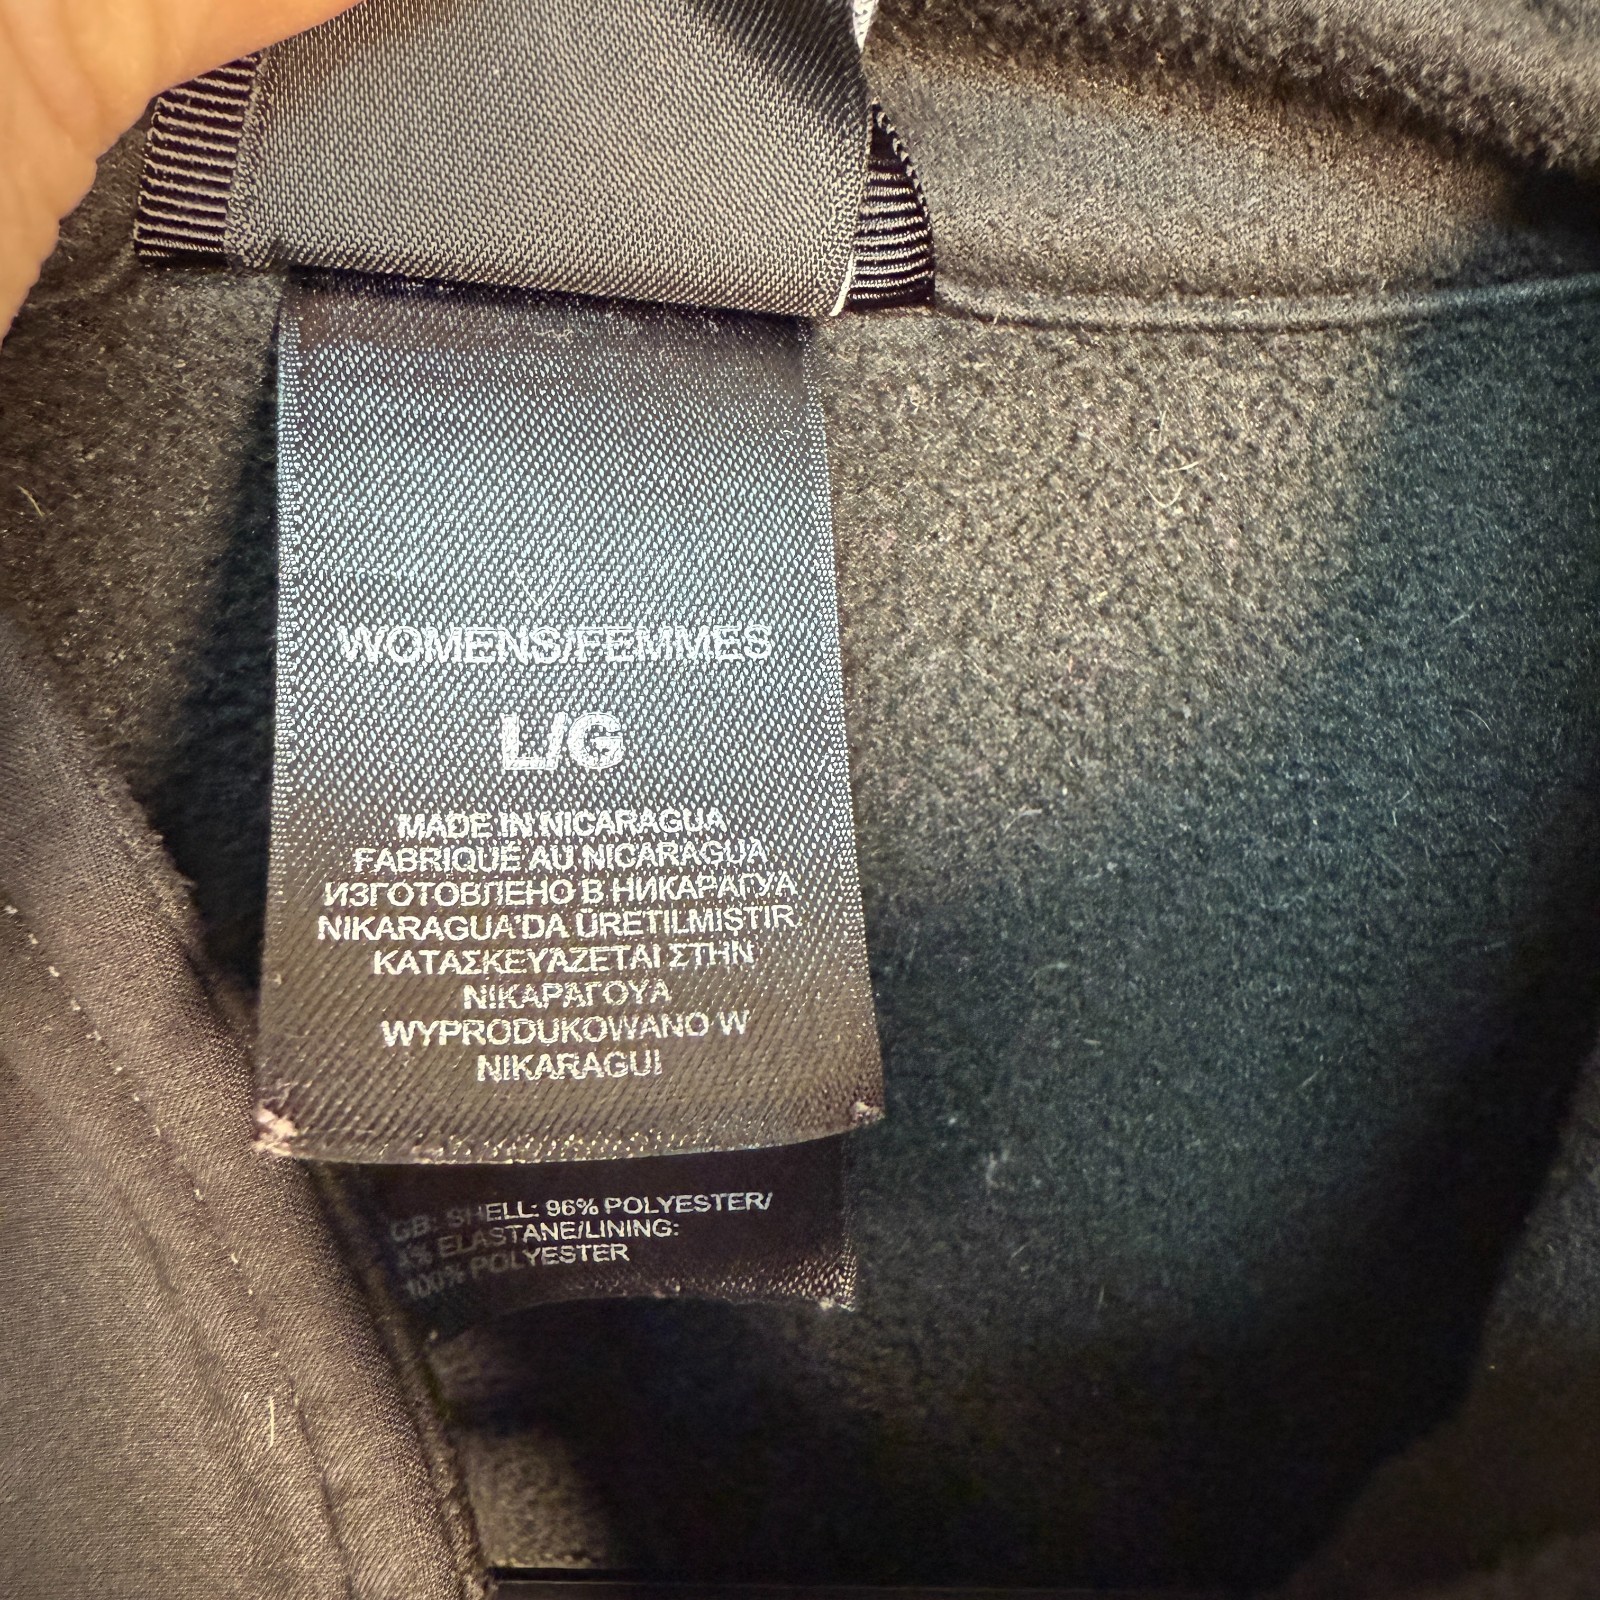 WOMENS/FEMMES
L/G
MADE IN NICARAGUA
FABRIQUÉ AU NICARAGUA
ИЗГОТОВЛЕНО В НИКАРАГУА
NIKARAGUA'DA ÜRETILMIŞTIR
ΚΑΤΑΣΚΕΥΑΖΕΤΑΙ ΣΤΗΝ
ΝΙΚΑΡΑΓΟΥΑ
WYPRODUKOWANO W
NIKARAGUI
GB: SHELL: 96% POLYESTER/
4% ELASTANE/LINING:
100% POLYESTER